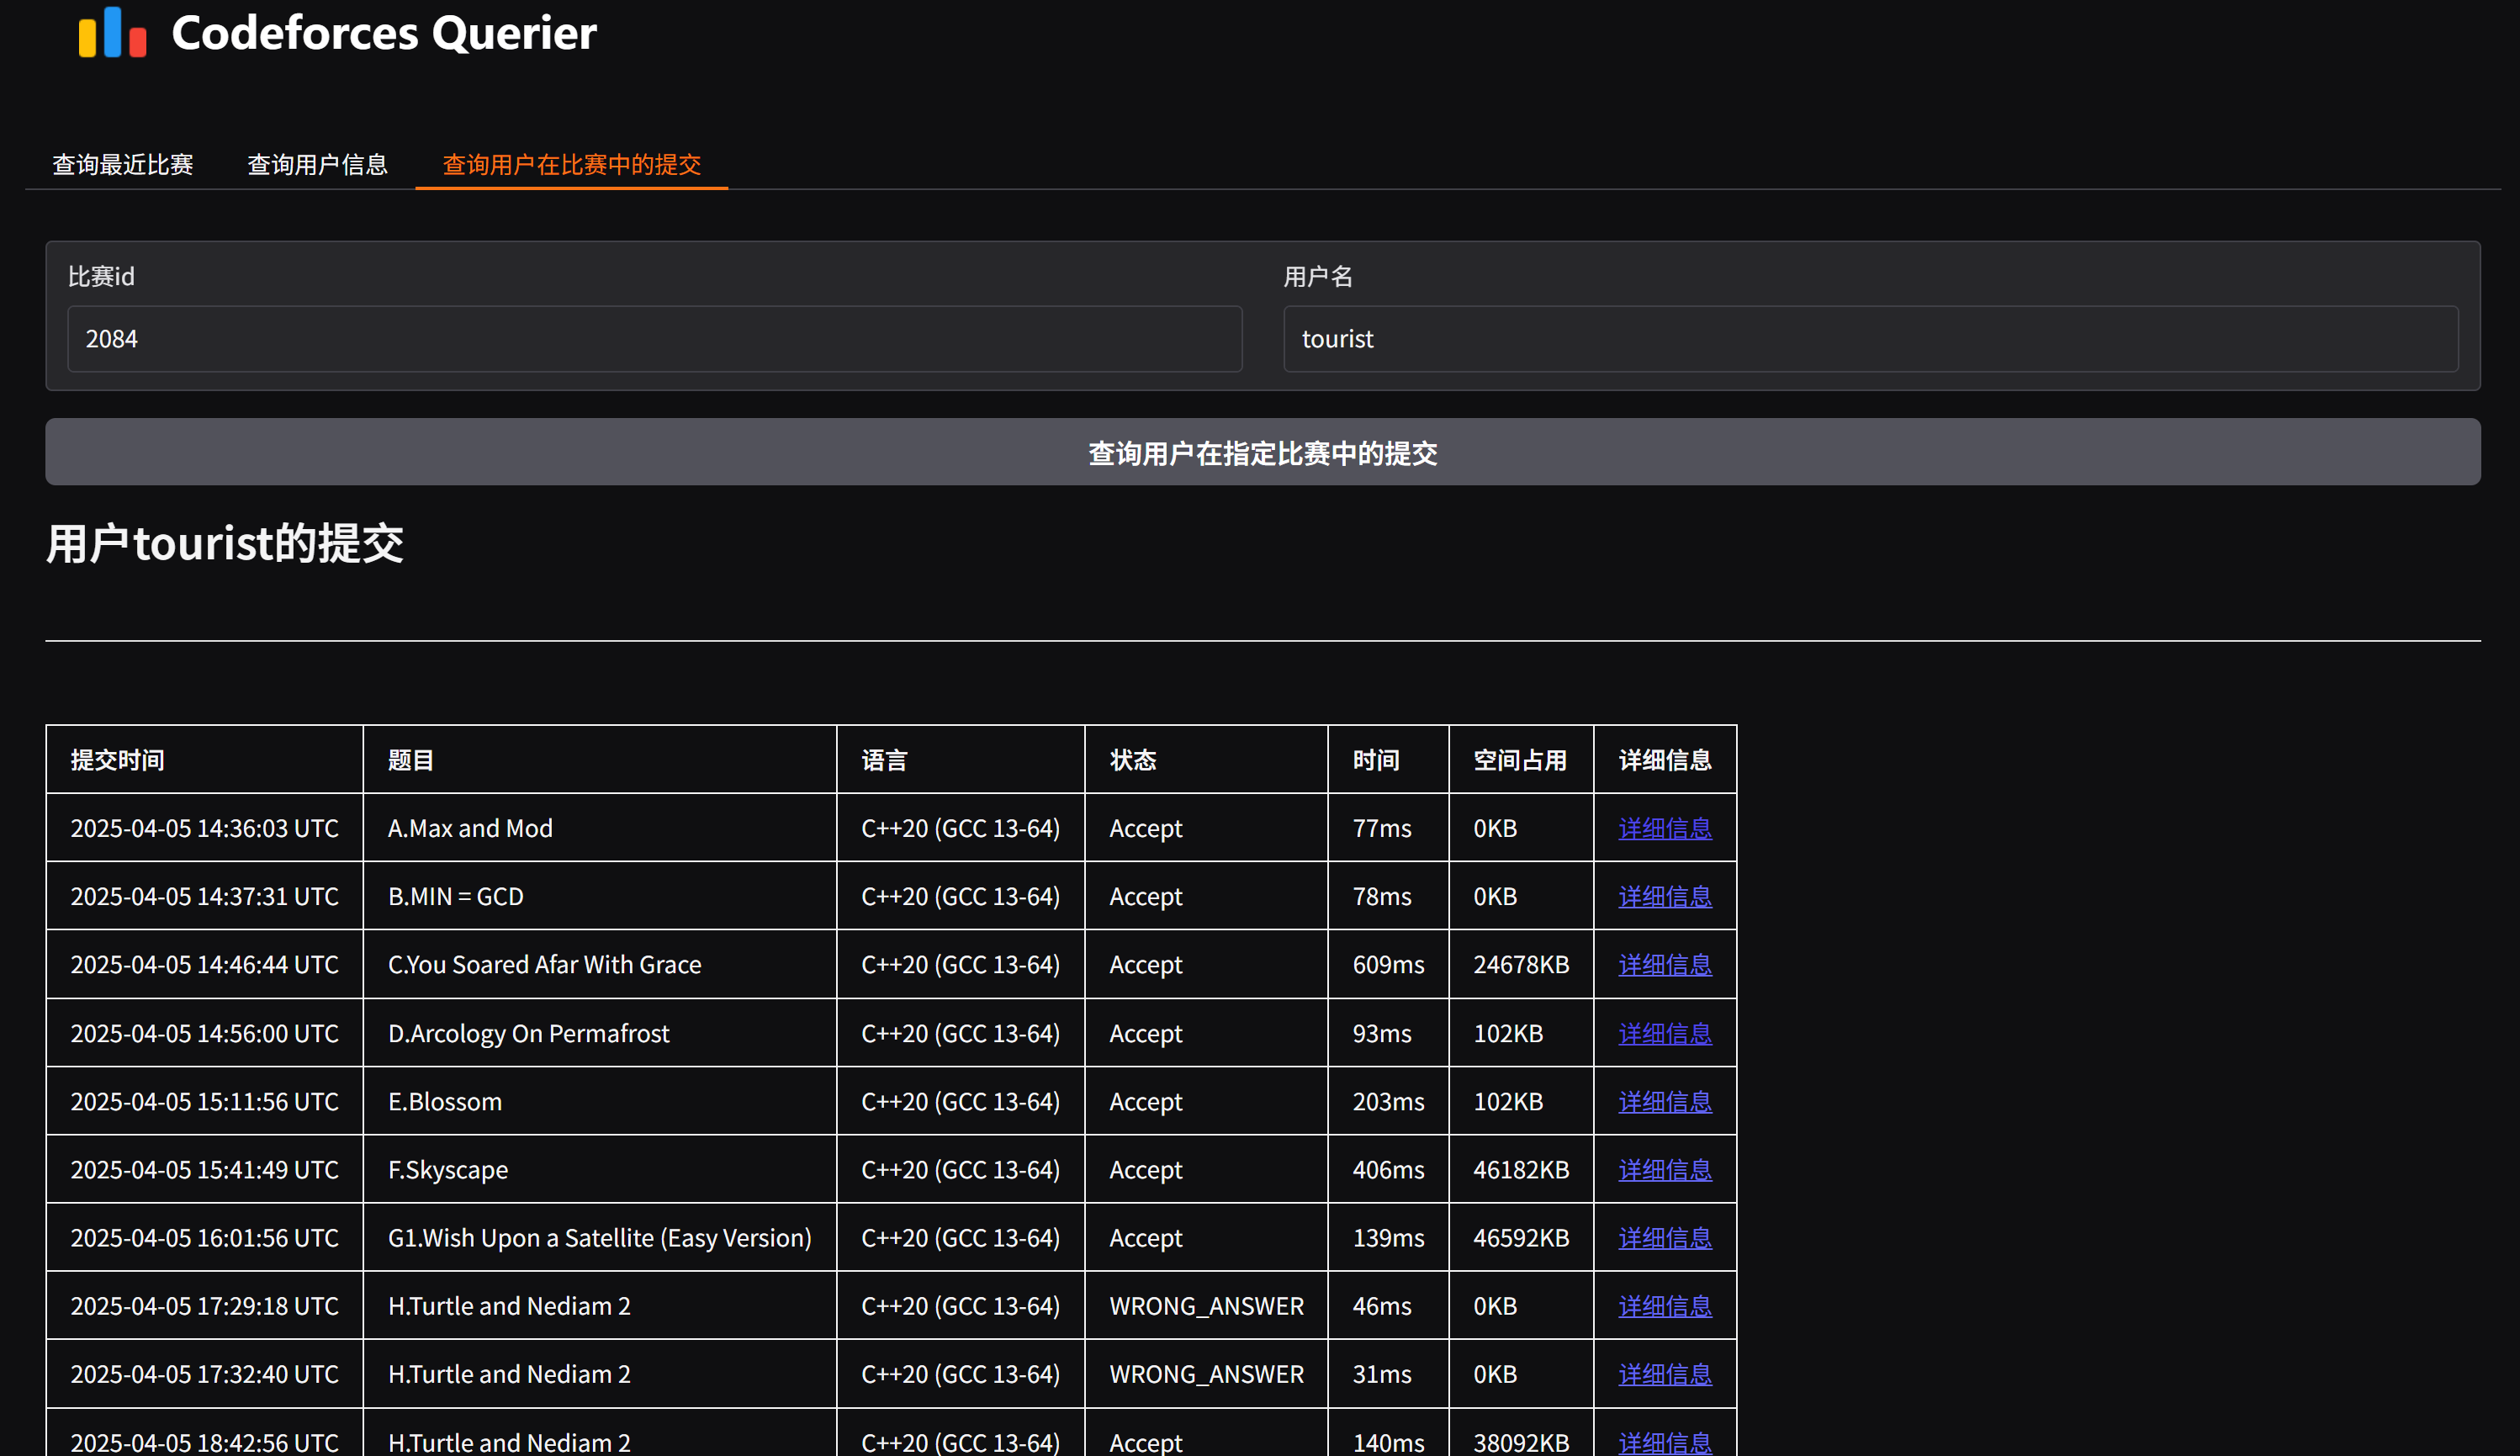 Codeforces Querier
查询最近比赛 查询用户信息 查询用户在比赛中的提交
比赛id 用户名
2084 tourist
查询用户在指定比赛中的提交
用户tourist的提交
提交时间 题目 语言 状态 时间 空间占用 详细信息
2025-04-05 14:36:03 UTC A.Max and Mod C++20 (GCC 13-64) Accept 77ms 0KB 详细信息
2025-04-05 14:37:31 UTC B.MIN = GCD C++20 (GCC 13-64) Accept 78ms 0KB 详细信息
2025-04-05 14:46:44 UTC C.You Soared Afar With Grace C++20 (GCC 13-64) Accept 609ms 24678KB 详细信息
2025-04-05 14:56:00 UTC D.Arcology On Permafrost C++20 (GCC 13-64) Accept 93ms 102KB 详细信息
2025-04-05 15:11:56 UTC E.Blossom C++20 (GCC 13-64) Accept 203ms 102KB 详细信息
2025-04-05 15:41:49 UTC F.Skyscape C++20 (GCC 13-64) Accept 406ms 46182KB 详细信息
2025-04-05 16:01:56 UTC G1.Wish Upon a Satellite (Easy Version) C++20 (GCC 13-64) Accept 139ms 46592KB 详细信息
2025-04-05 17:29:18 UTC H.Turtle and Nediam 2 C++20 (GCC 13-64) WRONG_ANSWER 46ms 0KB 详细信息
2025-04-05 17:32:40 UTC H.Turtle and Nediam 2 C++20 (GCC 13-64) WRONG_ANSWER 31ms 0KB 详细信息
2025-04-05 18:42:56 UTC H.Turtle and Nediam 2 C++20 (GCC 13-64) Accept 140ms 38092KB 详细信息